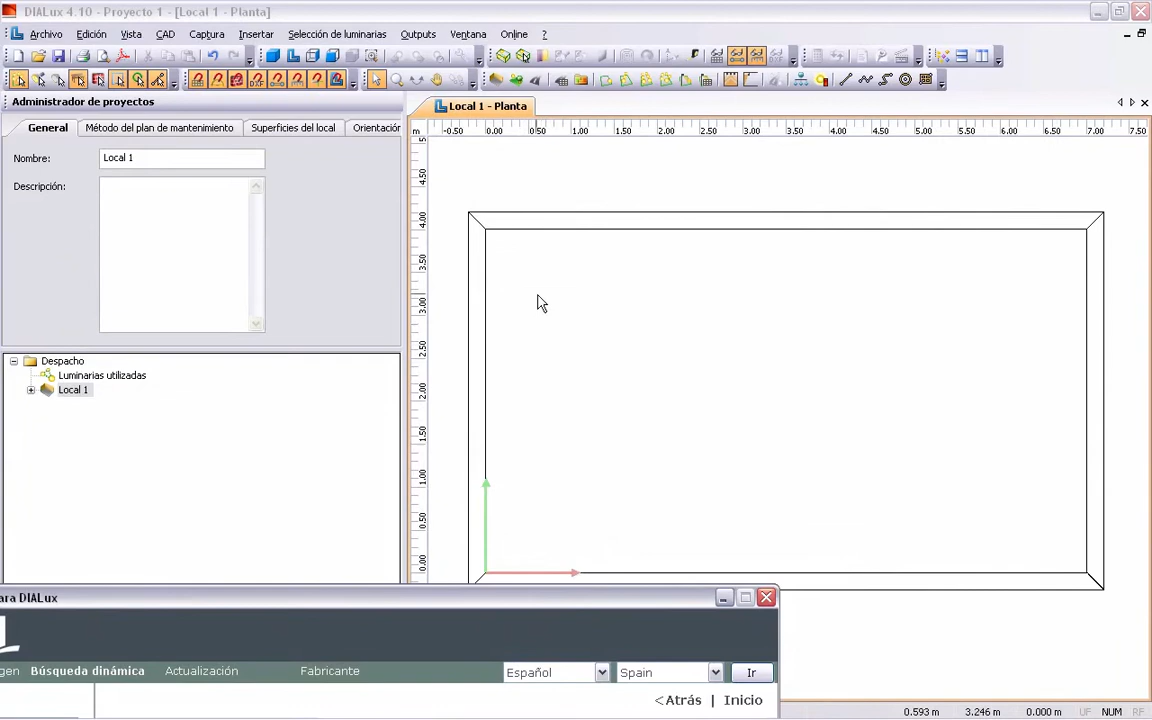 DIALux 4.10 - Proyecto 1 - [Local 1 - Planta]
Archivo Edición Vista CAD Captura Insertar Selección de luminarias Outputs Ventana Online ?
Administrador de proyectos
General Método del plan de mantenimiento Superficies del local Orientación
Nombre: Local 1
Descripción:
Despacho
Luminarias utilizadas
Local 1
Local 1 - Planta
m -0.50 0.00 0.50 1.00 1.50 2.00 2.50 3.00 3.50 4.00 4.50 5.00 5.50 6.00 6.50 7.00 7.50
5
4.50
4.00
3.50
3.00
2.50
2.00
1.50
1.00
0.50
0.00
ara DIALux
gen Búsqueda dinámica Actualización Fabricante Español Spain Ir
<Atrás | Inicio
0.593 m 3.246 m 0.000 m UF NUM RF